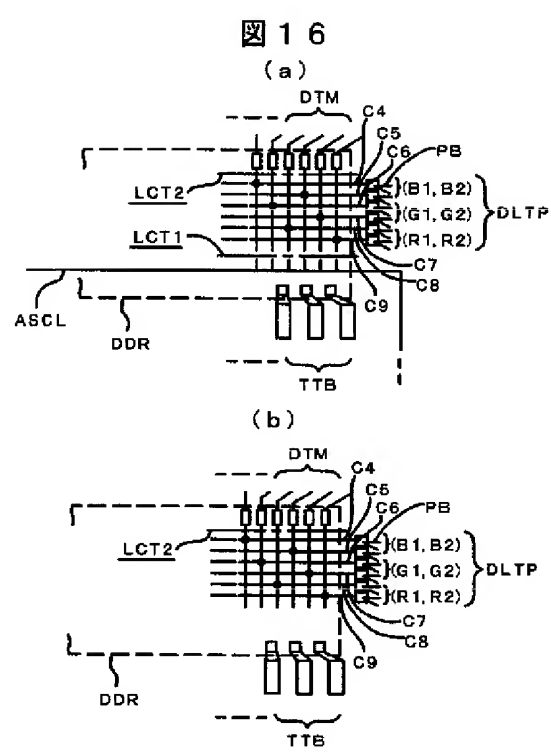 図16
(a)
DTM
C4
C5
C6
PB
LCT2
(B1, B2)
(G1, G2)
DLTP
LCT1
(R1, R2)
C7
C8
C9
ASCL
DDR
TTB
(b)
DTM
C4
C5
C6
PB
LCT2
(B1, B2)
(G1, G2)
DLTP
(R1, R2)
C7
C8
C9
DDR
TTB